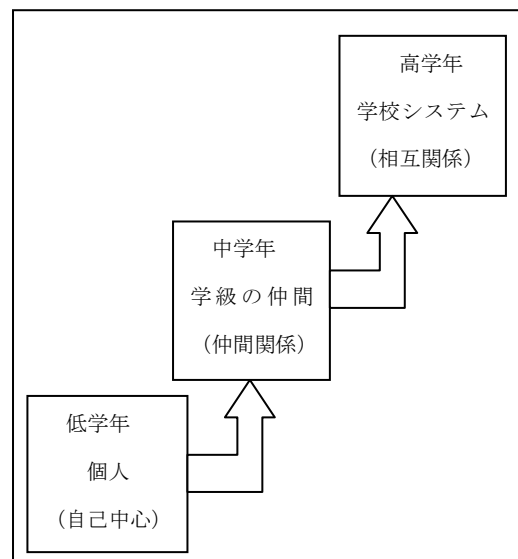 高学年
学校システム
（相互関係）
中学年
学級の仲間
（仲間関係）
低学年
個人
（自己中心）